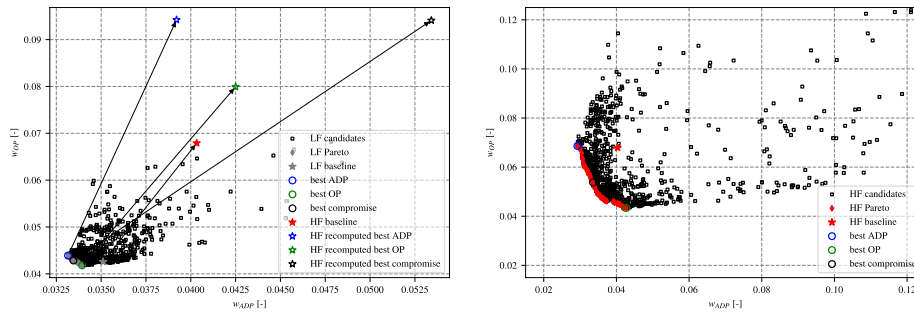 0.09
0.08
0.07
0.06
0.05
0.04
w_OP [-]
0.0325
0.0350
0.0375
0.0400
0.0425
0.0450
0.0475
0.0500
0.0525
w_ADP [-]
LF candidates
LF Pareto
LF baseline
best ADP
best OP
best compromise
HF baseline
HF recomputed best ADP
HF recomputed best OP
HF recomputed best compromise
0.12
0.10
0.08
0.06
0.04
0.02
w_OP [-]
0.02
0.04
0.06
0.08
0.10
0.12
w_ADP [-]
HF candidates
HF Pareto
HF baseline
best ADP
best OP
best compromise